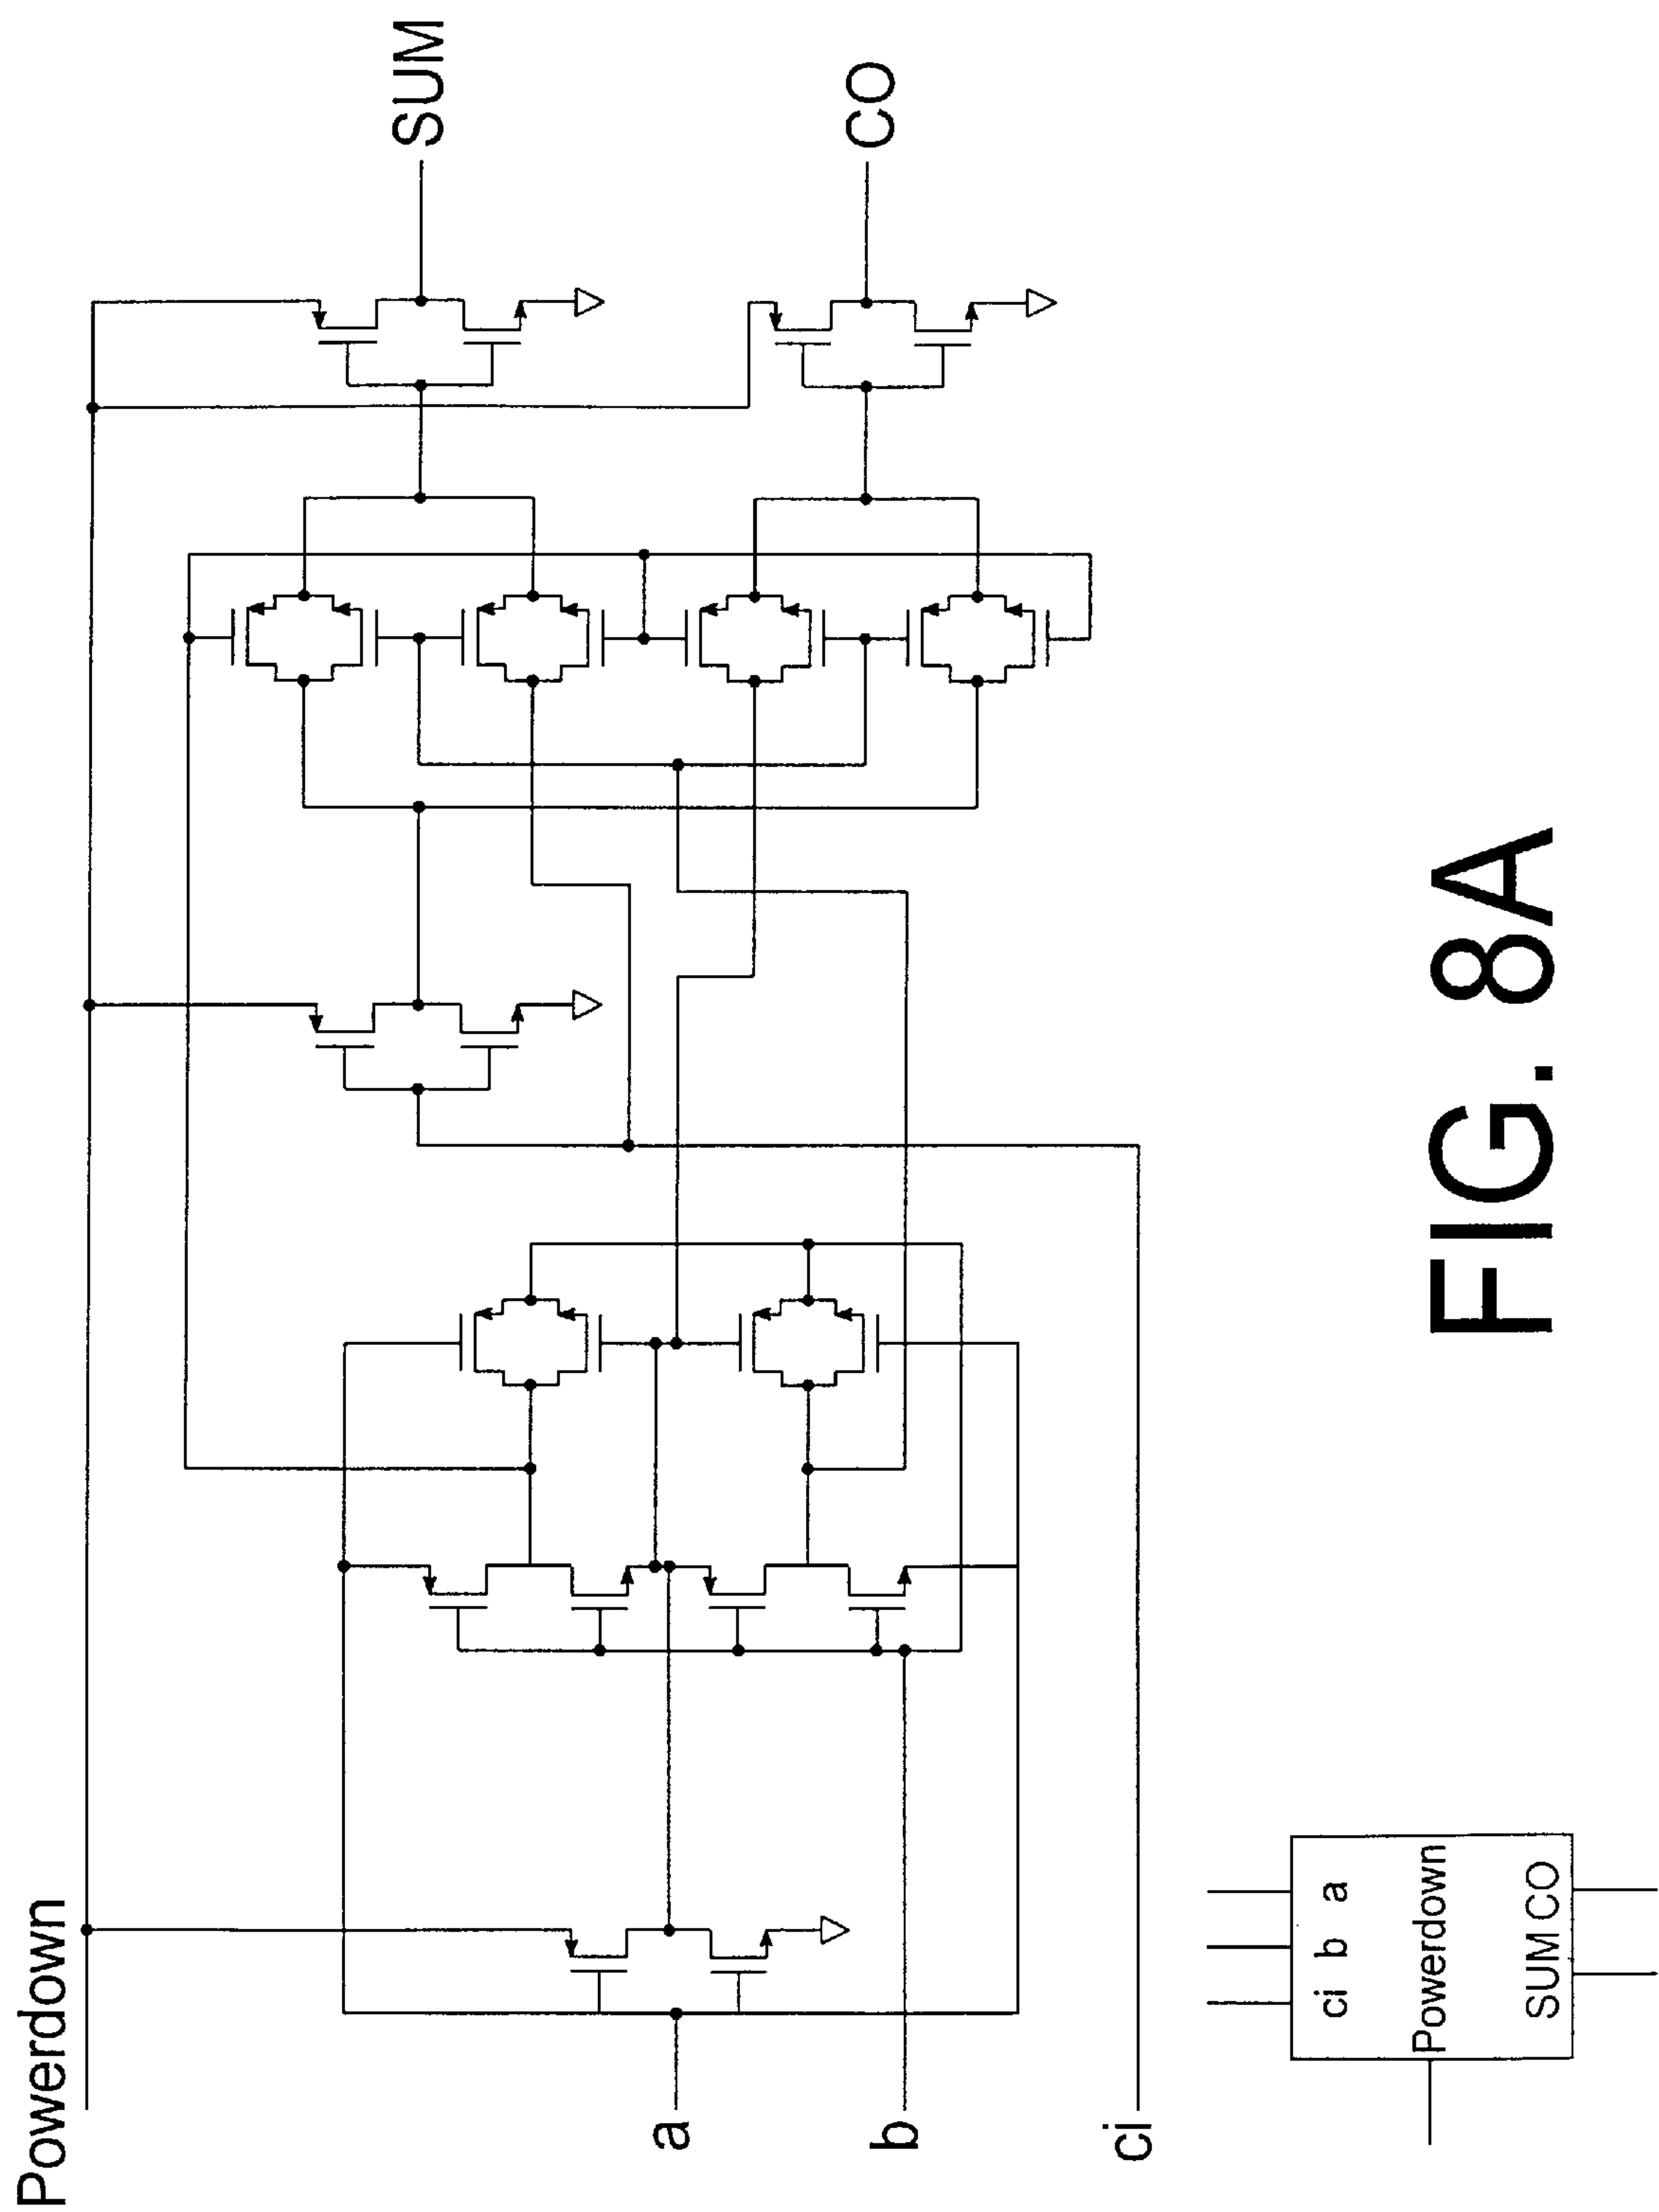 Powerdown
a
b
ci
SUM
CO
ci b a
Powerdown
SUM CO
FIG. 8A